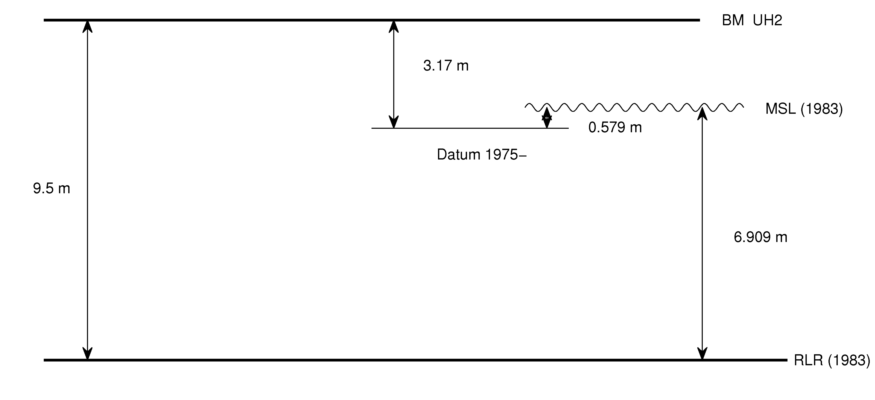 BM UH2
3.17 m
MSL (1983)
0.579 m
Datum 1975–
9.5 m
6.909 m
RLR (1983)